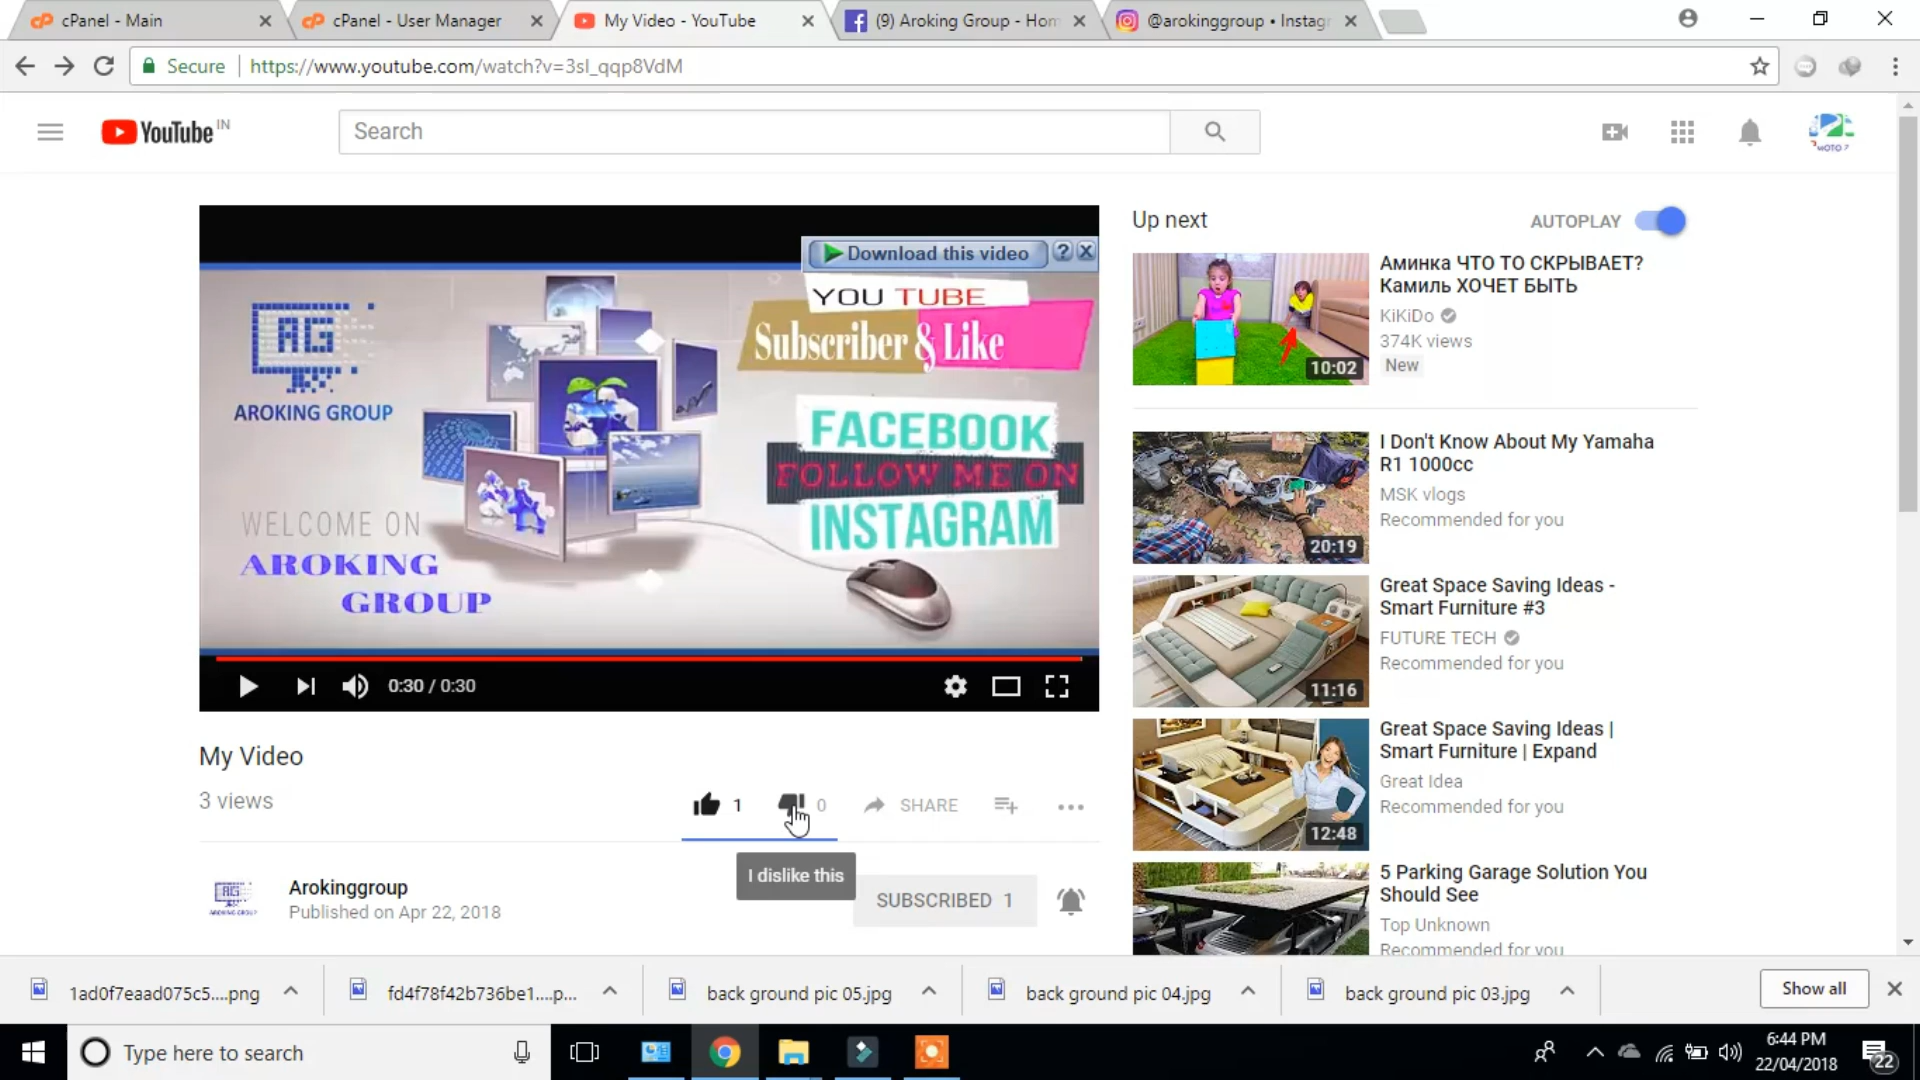 cPanel - Main
cPanel - User Manager
My Video - YouTube
(9) Aroking Group - Hom
@arokinggroup • Instagr
Secure
https://www.youtube.com/watch?v=3sl_qqp8VdM
YouTube IN
Search
MOTO
Download this video ?
AG
AROKING GROUP
YOU TUBE
Subscriber & Like
FACEBOOK
FOLLOW ME ON
INSTAGRAM
WELCOME ON
AROKING
GROUP
0:30 / 0:30
My Video
3 views
1
0
SHARE
I dislike this
AG
AROKING GROUP
Arokinggroup
Published on Apr 22, 2018
SUBSCRIBED 1
Up next
AUTOPLAY
10:02
Аминка ЧТО ТО СКРЫВАЕТ?
Камиль ХОЧЕТ БЫТЬ
KiKiDo
374K views
New
20:19
I Don't Know About My Yamaha
R1 1000cc
MSK vlogs
Recommended for you
11:16
Great Space Saving Ideas -
Smart Furniture #3
FUTURE TECH
Recommended for you
12:48
Great Space Saving Ideas |
Smart Furniture | Expand
Great Idea
Recommended for you
5 Parking Garage Solution You
Should See
Top Unknown
Recommended for you
1ad0f7eaad075c5....png
fd4f78f42b736be1....p...
back ground pic 05.jpg
back ground pic 04.jpg
back ground pic 03.jpg
Show all
Type here to search
6:44 PM
22/04/2018
22